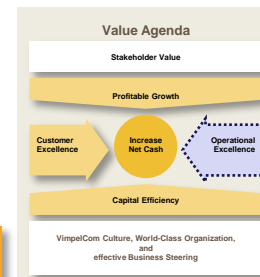 Value Agenda
Stakeholder Value
Profitable Growth
Customer
Excellence
Increase
Net Cash
Operational
Excellence
Capital Efficiency
VimpelCom Culture, World-Class Organization,
and
effective Business Steering